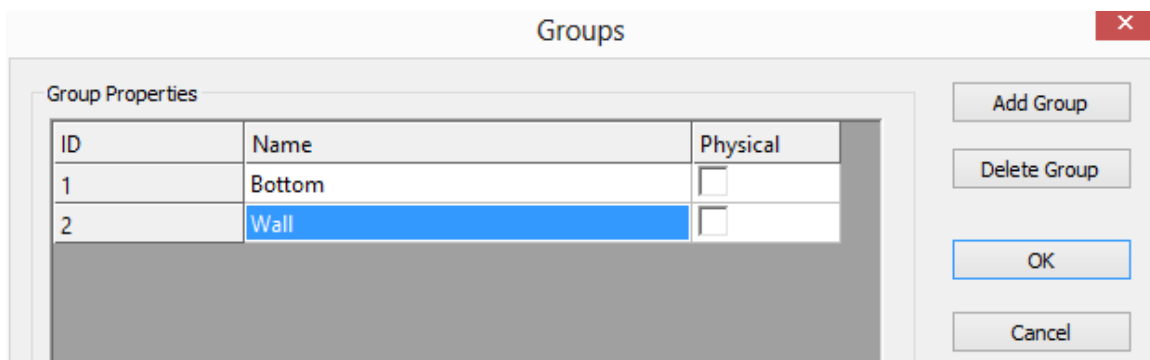 Groups
Group Properties
Add Group
ID Name Physical
Delete Group
1 Bottom
2 Wall
OK
Cancel